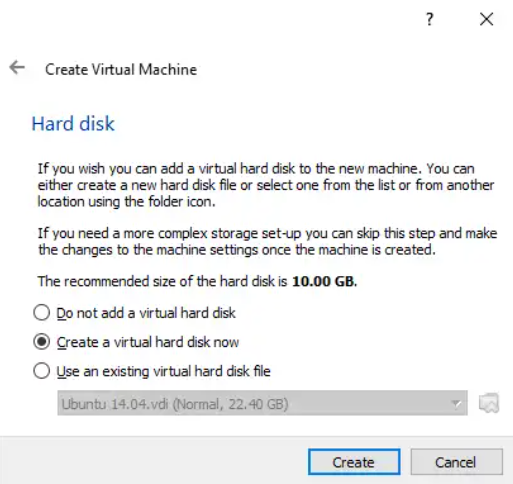 ?
Create Virtual Machine
Hard disk
If you wish you can add a virtual hard disk to the new machine. You can
either create a new hard disk file or select one from the list or from another
location using the folder icon.
If you need a more complex storage set-up you can skip this step and make
the changes to the machine settings once the machine is created.
The recommended size of the hard disk is 10.00 GB.
Do not add a virtual hard disk
Create a virtual hard disk now
Use an existing virtual hard disk file
Ubuntu 14.04.vdi (Normal, 22.40 GB)
Create
Cancel